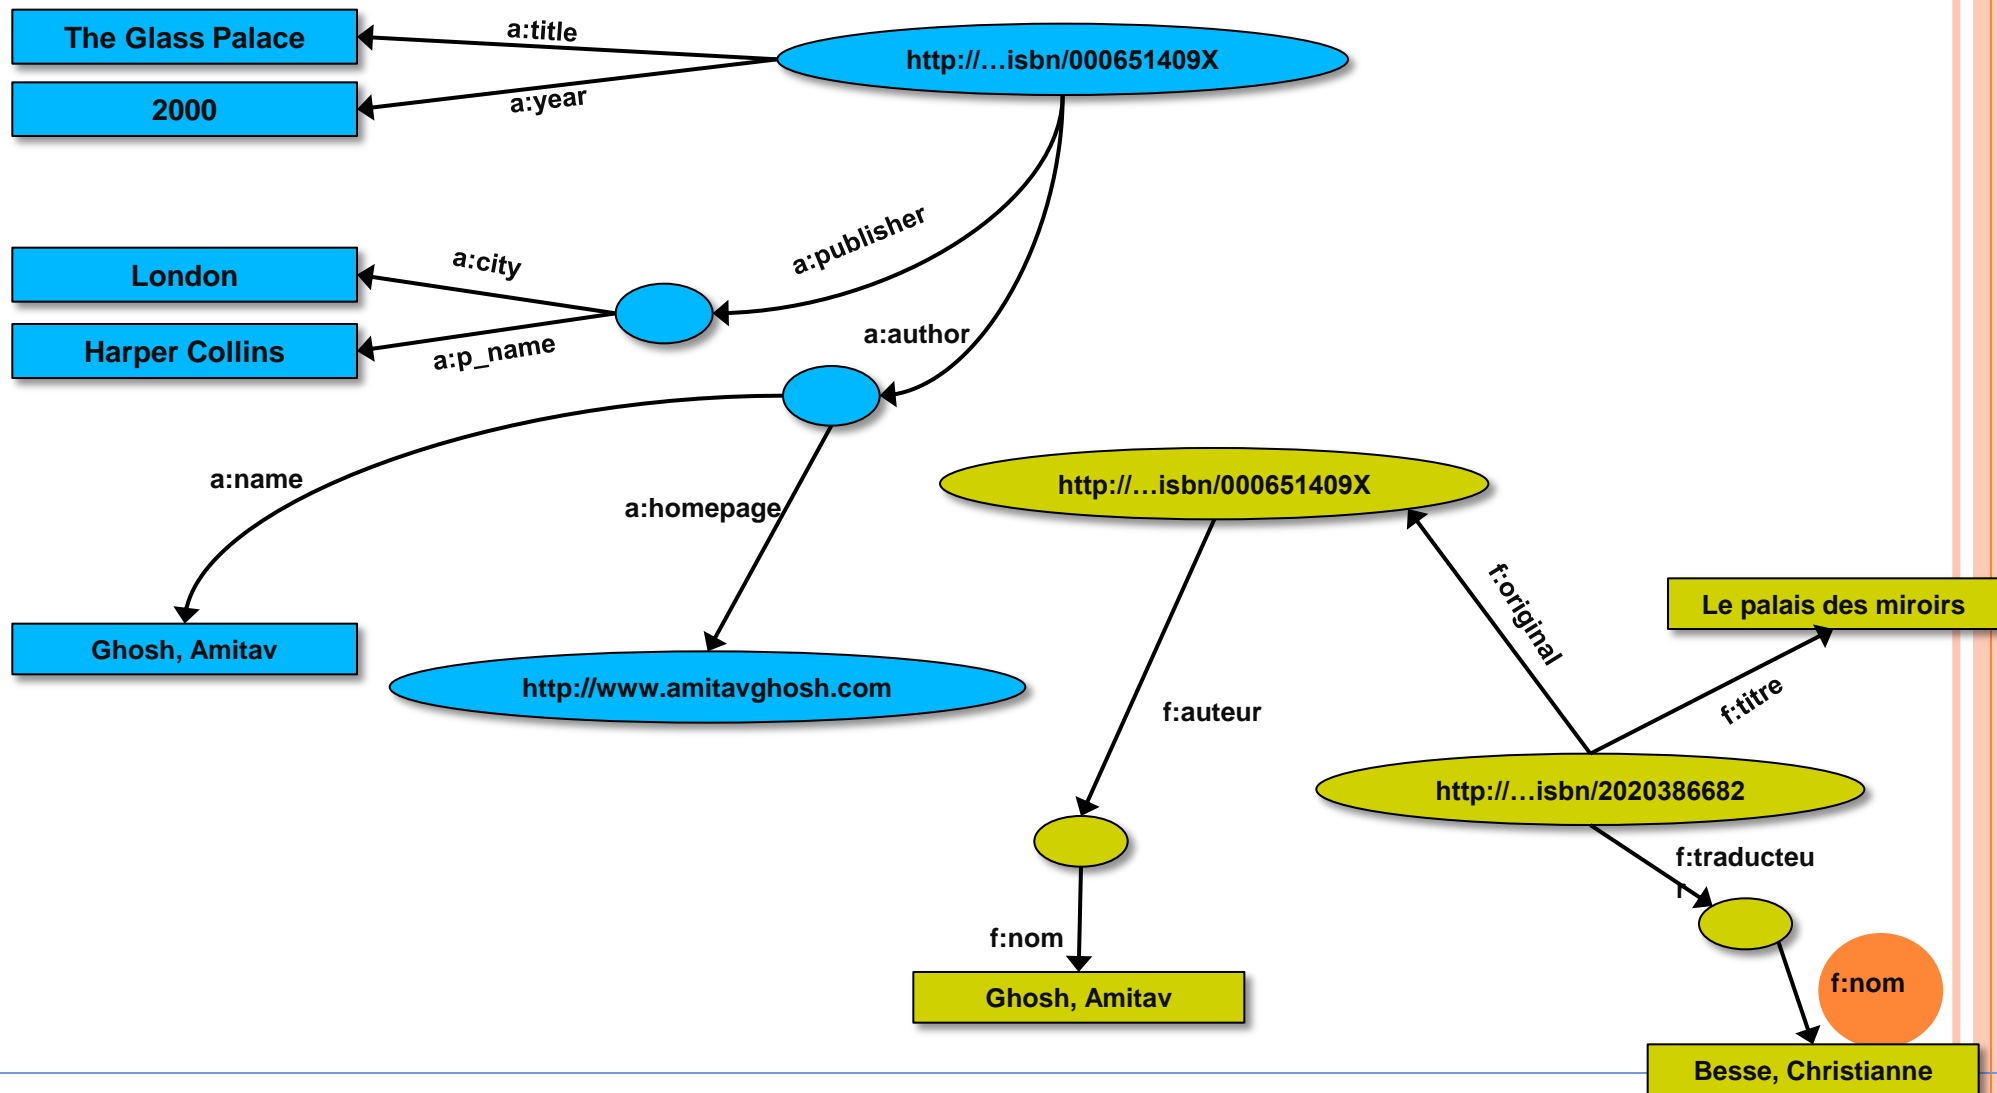 The Glass Palace
a:title
http://…isbn/000651409X
2000
a:year
a:publisher
London
a:city
Harper Collins
a:p_name
a:author
a:name
a:homepage
http://…isbn/000651409X
f:original
Le palais des miroirs
Ghosh, Amitav
http://www.amitavghosh.com
f:auteur
f:titre
http://…isbn/2020386682
f:traducteu
r
f:nom
f:nom
Ghosh, Amitav
Besse, Christianne